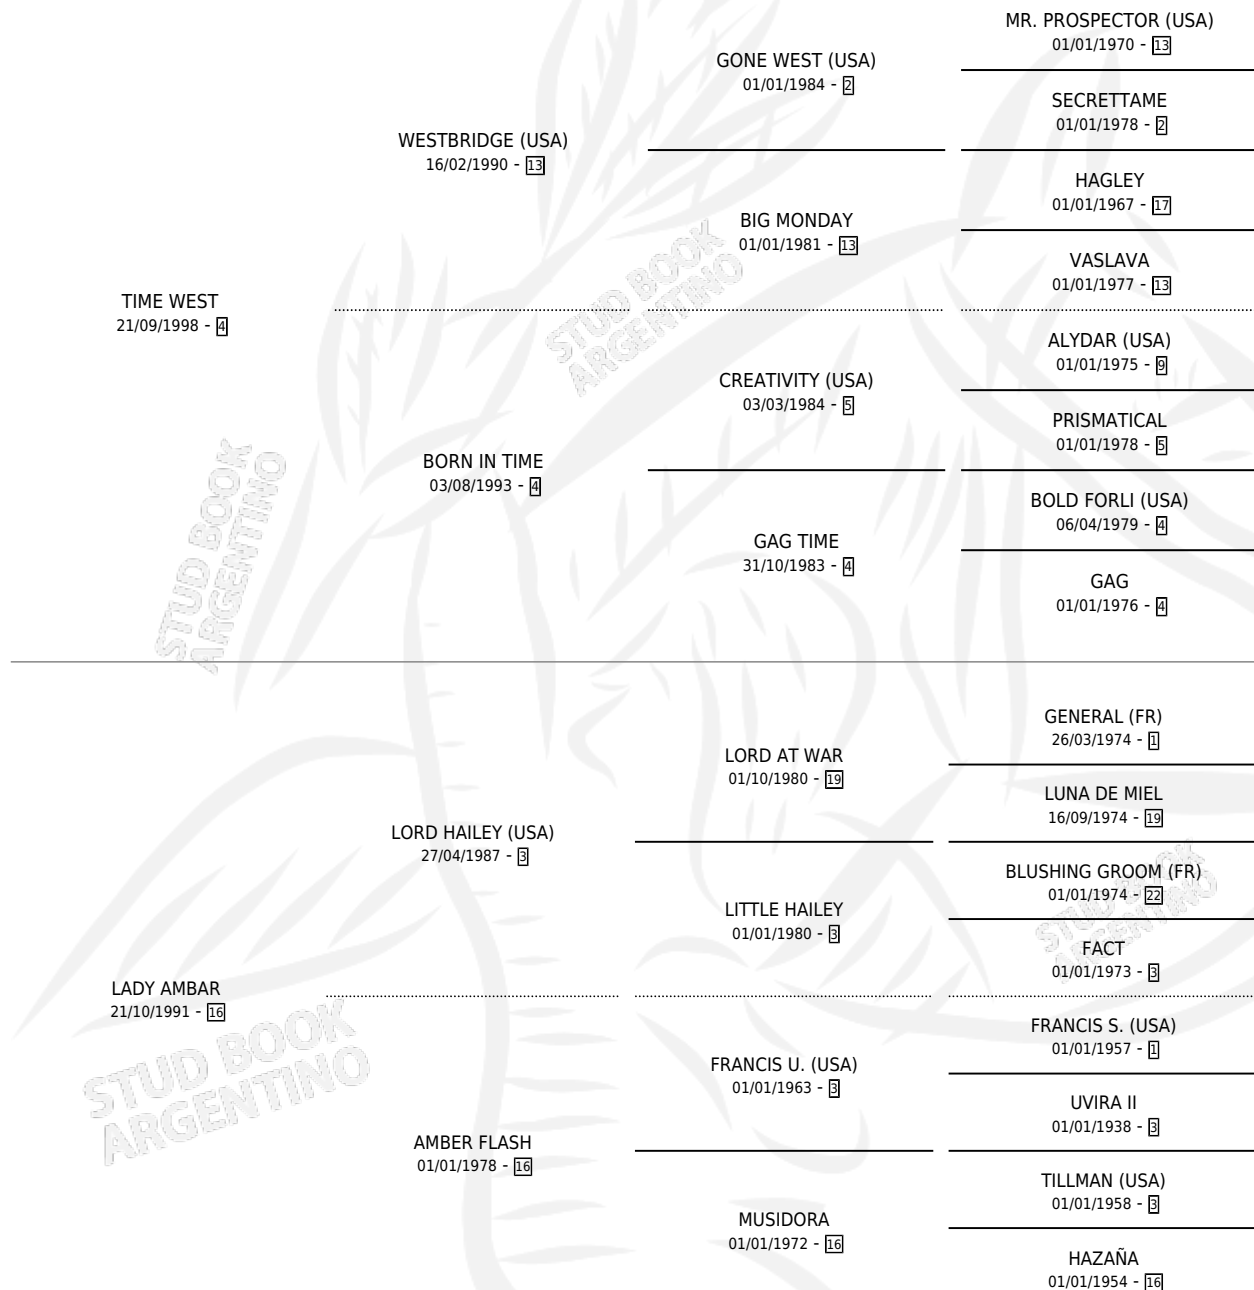 MR. PROSPECTOR (USA)
01/01/1970 - 13
GONE WEST (USA)
01/01/1984 - 2
SECRETTAME
01/01/1978 - 2
WESTBRIDGE (USA)
16/02/1990 - 13
HAGLEY
01/01/1967 - 17
BIG MONDAY
01/01/1981 - 13
VASLAVA
01/01/1977 - 13
TIME WEST
21/09/1998 - 4
STUD BOOK
ARGENTINO
ALYDAR (USA)
01/01/1975 - 9
CREATIVITY (USA)
03/03/1984 - 5
PRISMATICAL
01/01/1978 - 5
BORN IN TIME
03/08/1993 - 4
BOLD FORLI (USA)
06/04/1979 - 4
GAG TIME
31/10/1983 - 4
GAG
01/01/1976 - 4
STUD BOOK
ARGENTINO
GENERAL (FR)
26/03/1974 - 1
LORD AT WAR
01/10/1980 - 19
LUNA DE MIEL
16/09/1974 - 19
LORD HAILEY (USA)
27/04/1987 - 3
BLUSHING GROOM (FR)
01/01/1974 - 22
LITTLE HAILEY
01/01/1980 - 3
STUD BOOK
ARGENTINO
FACT
01/01/1973 - 3
LADY AMBAR
21/10/1991 - 16
FRANCIS S. (USA)
01/01/1957 - 1
FRANCIS U. (USA)
01/01/1963 - 3
STUD BOOK
ARGENTINO
UVIRA II
01/01/1938 - 3
AMBER FLASH
01/01/1978 - 16
TILLMAN (USA)
01/01/1958 - 3
MUSIDORA
01/01/1972 - 16
HAZAÑA
01/01/1954 - 16